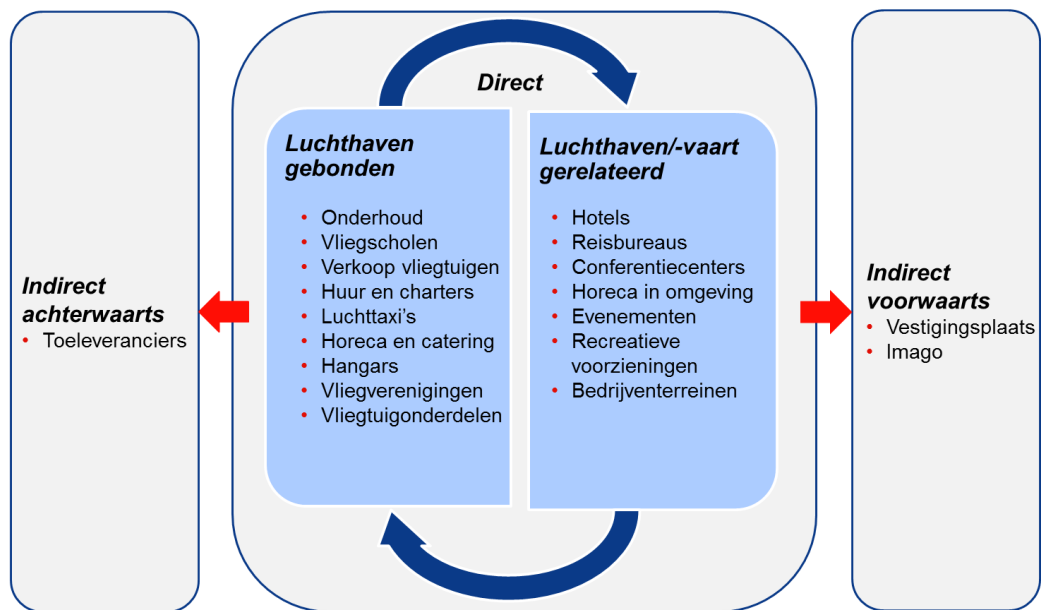 Direct
Luchthaven
gebonden
• Onderhoud
• Vliegscholen
• Verkoop vliegtuigen
• Huur en charters
• Luchttaxi’s
• Horeca en catering
• Hangars
• Vliegverenigingen
• Vliegtuigonderdelen
Luchthaven/-vaart
gerelateerd
• Hotels
• Reisbureaus
• Conferentiecenters
• Horeca in omgeving
• Evenementen
• Recreatieve
voorzieningen
• Bedrijventerreinen
Indirect
achterwaarts
• Toeleveranciers
Indirect
voorwaarts
• Vestigingsplaats
• Imago